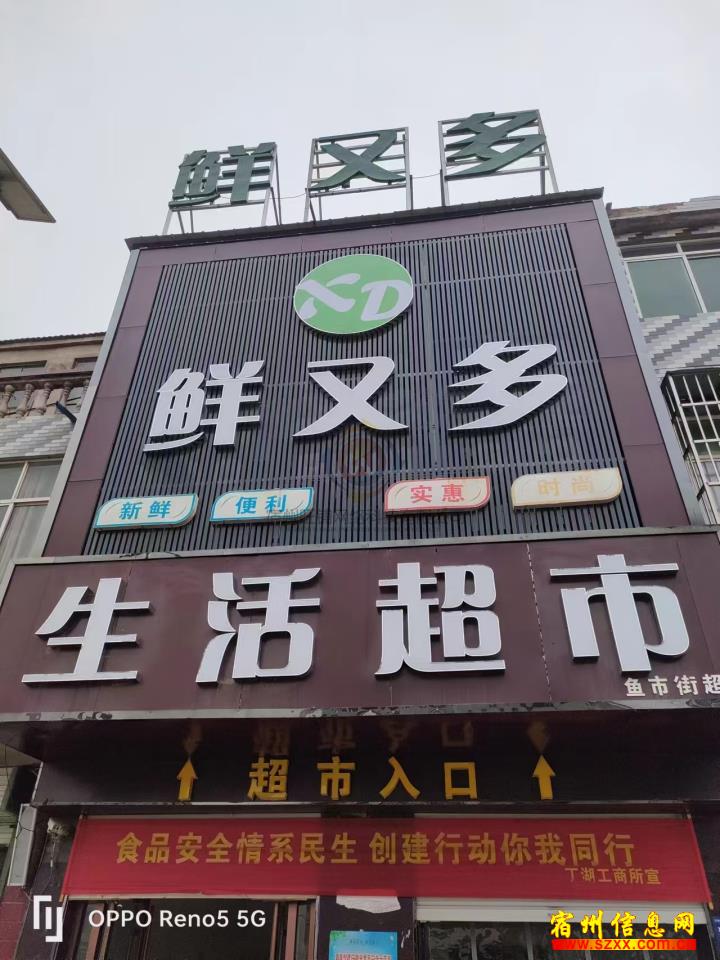 鲜又多
XD
鲜又多
新鲜 便利 实惠 时尚
生活超市
鱼市街超
超市入口
食品安全情系民生 创建行动你我同行
丁湖工商所宣
OPPO Reno5 5G
宿州信息网
www.szxx.com.cn